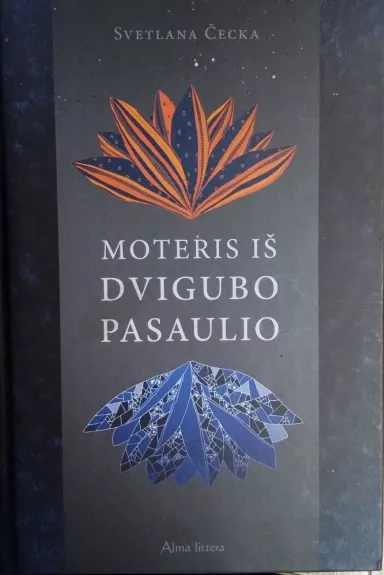 SVETLANA ČECKA
MOTERIS IŠ
DVIGUBO
PASAULIO
Alma littera